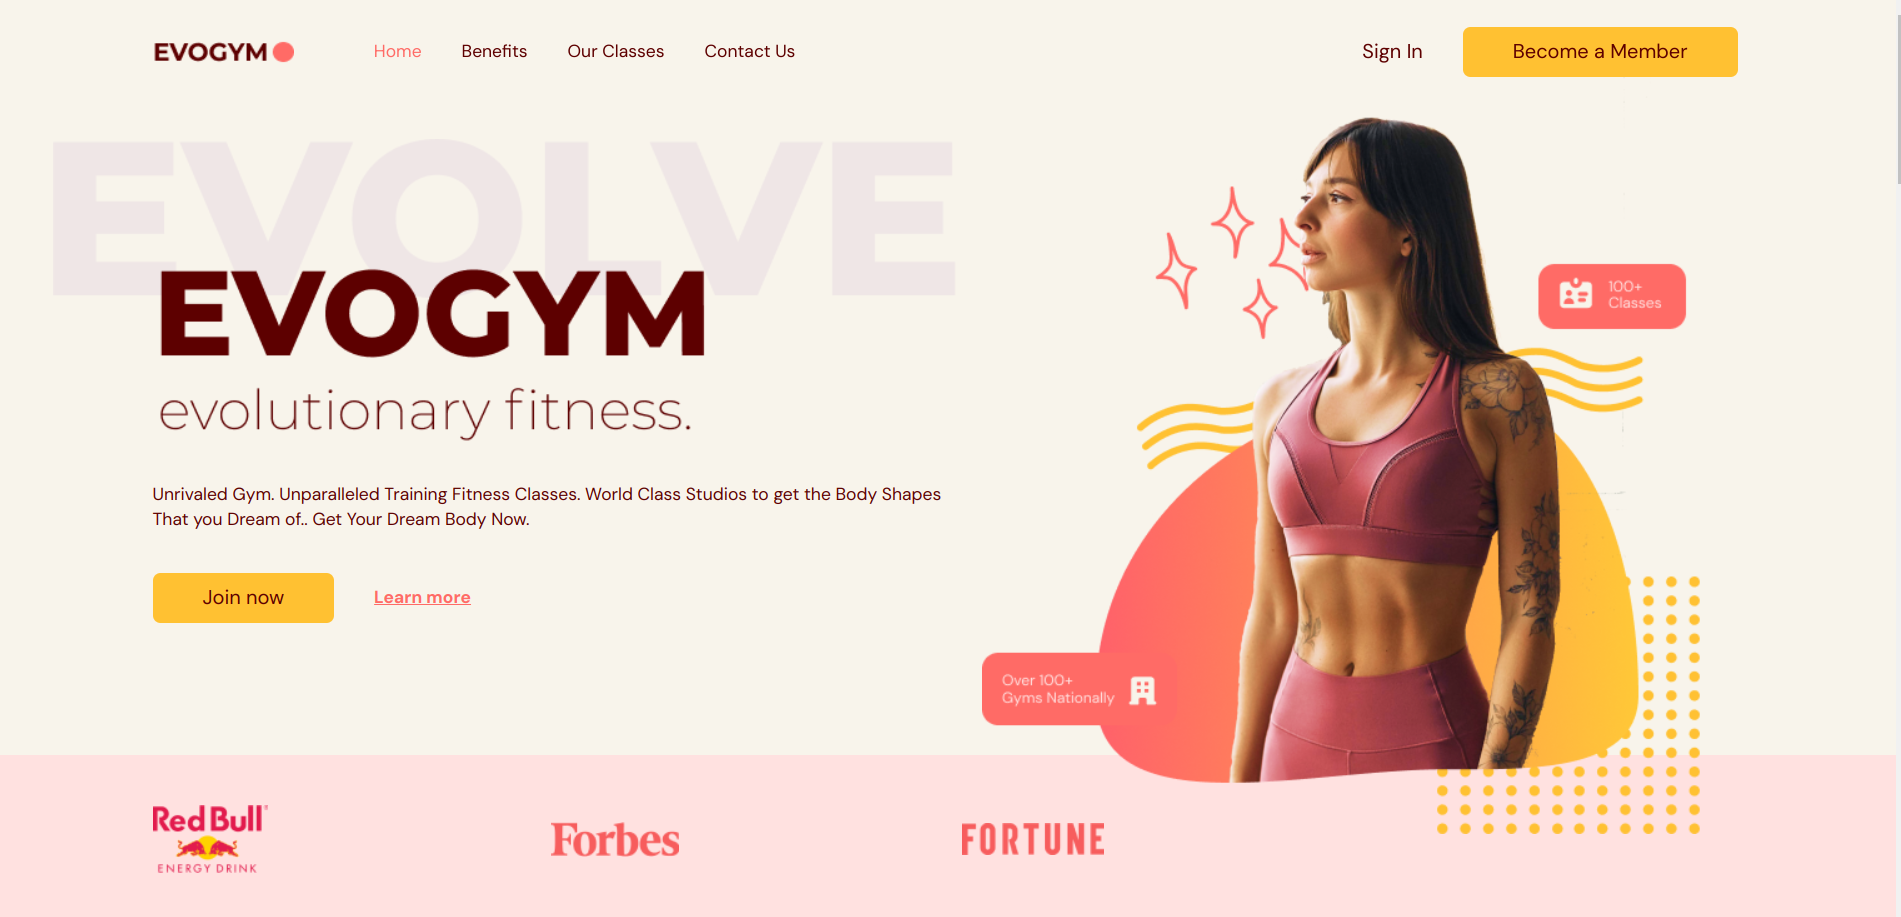 EVOGYM
Home
Benefits
Our Classes
Contact Us
Sign In
Become a Member
EVOLVE
EVOGYM
evolutionary fitness.
Unrivaled Gym. Unparalleled Training Fitness Classes. World Class Studios to get the Body Shapes
That you Dream of.. Get Your Dream Body Now.
Join now
Learn more
100+
Classes
Over 100+
Gyms Nationally
Red Bull®
ENERGY DRINK
Forbes
FORTUNE